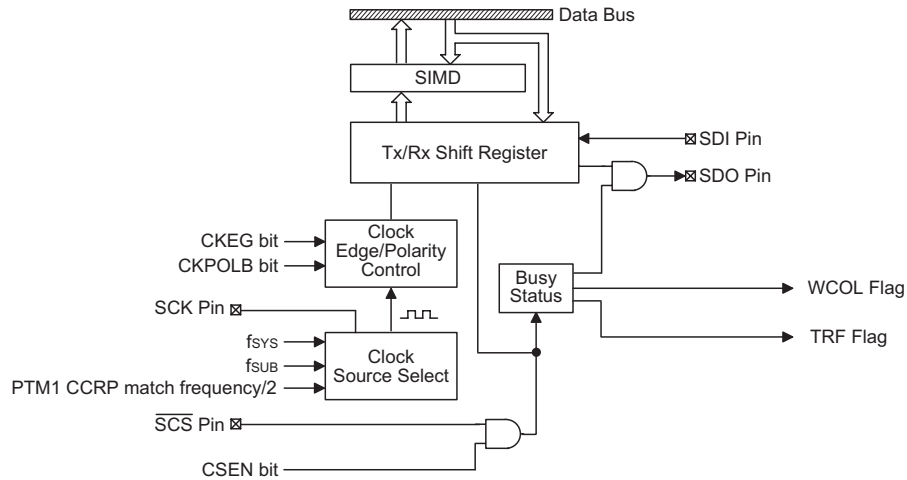 Data Bus
SIMD
Tx/Rx Shift Register
SDI Pin
SDO Pin
CKEG bit
CKPOLB bit
Clock
Edge/Polarity
Control
Busy
Status
WCOL Flag
TRF Flag
SCK Pin
fSYS
fSUB
PTM1 CCRP match frequency/2
Clock
Source Select
SCS Pin
CSEN bit